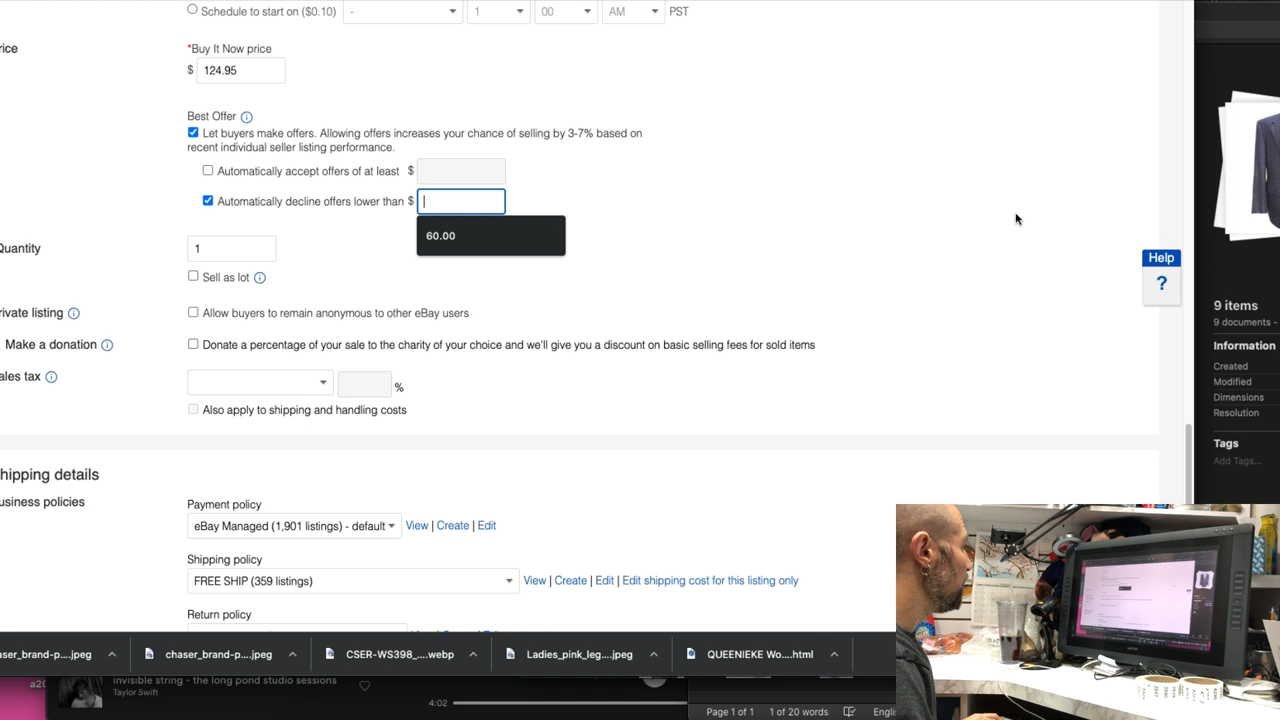 Schedule to start on ($0.10) - 1 00 AM PST
rice *Buy It Now price
$ 124.95
Best Offer
Let buyers make offers. Allowing offers increases your chance of selling by 3-7% based on
recent individual seller listing performance.
Automatically accept offers of at least $
Automatically decline offers lower than $
60.00
Quantity 1
Sell as lot
rivate listing Allow buyers to remain anonymous to other eBay users
Make a donation Donate a percentage of your sale to the charity of your choice and we'll give you a discount on basic selling fees for sold items
ales tax %
Also apply to shipping and handling costs
Help
?
9 items
9 documents -
Information
Created
Modified
Dimensions
Resolution
Tags
Add Tags...
hipping details
usiness policies Payment policy
eBay Managed (1,901 listings) - default View | Create | Edit
Shipping policy
FREE SHIP (359 listings) View | Create | Edit | Edit shipping cost for this listing only
Return policy
aser_brand-p....jpeg chaser_brand-p....jpeg CSER-WS398_....webp Ladies_pink_leg....jpeg QUEENIEKE Wo....html
invisible string - the long pond studio sessions
Taylor Swift
4:02
Page 1 of 1 1 of 20 words Englis